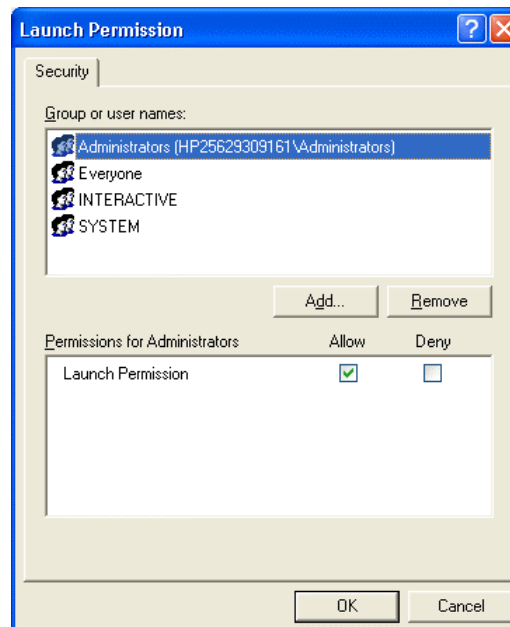 Launch Permission
Security
Group or user names:
Administrators (HP25629309161\Administrators)
Everyone
INTERACTIVE
SYSTEM
Add... Remove
Permissions for Administrators Allow Deny
Launch Permission
OK Cancel